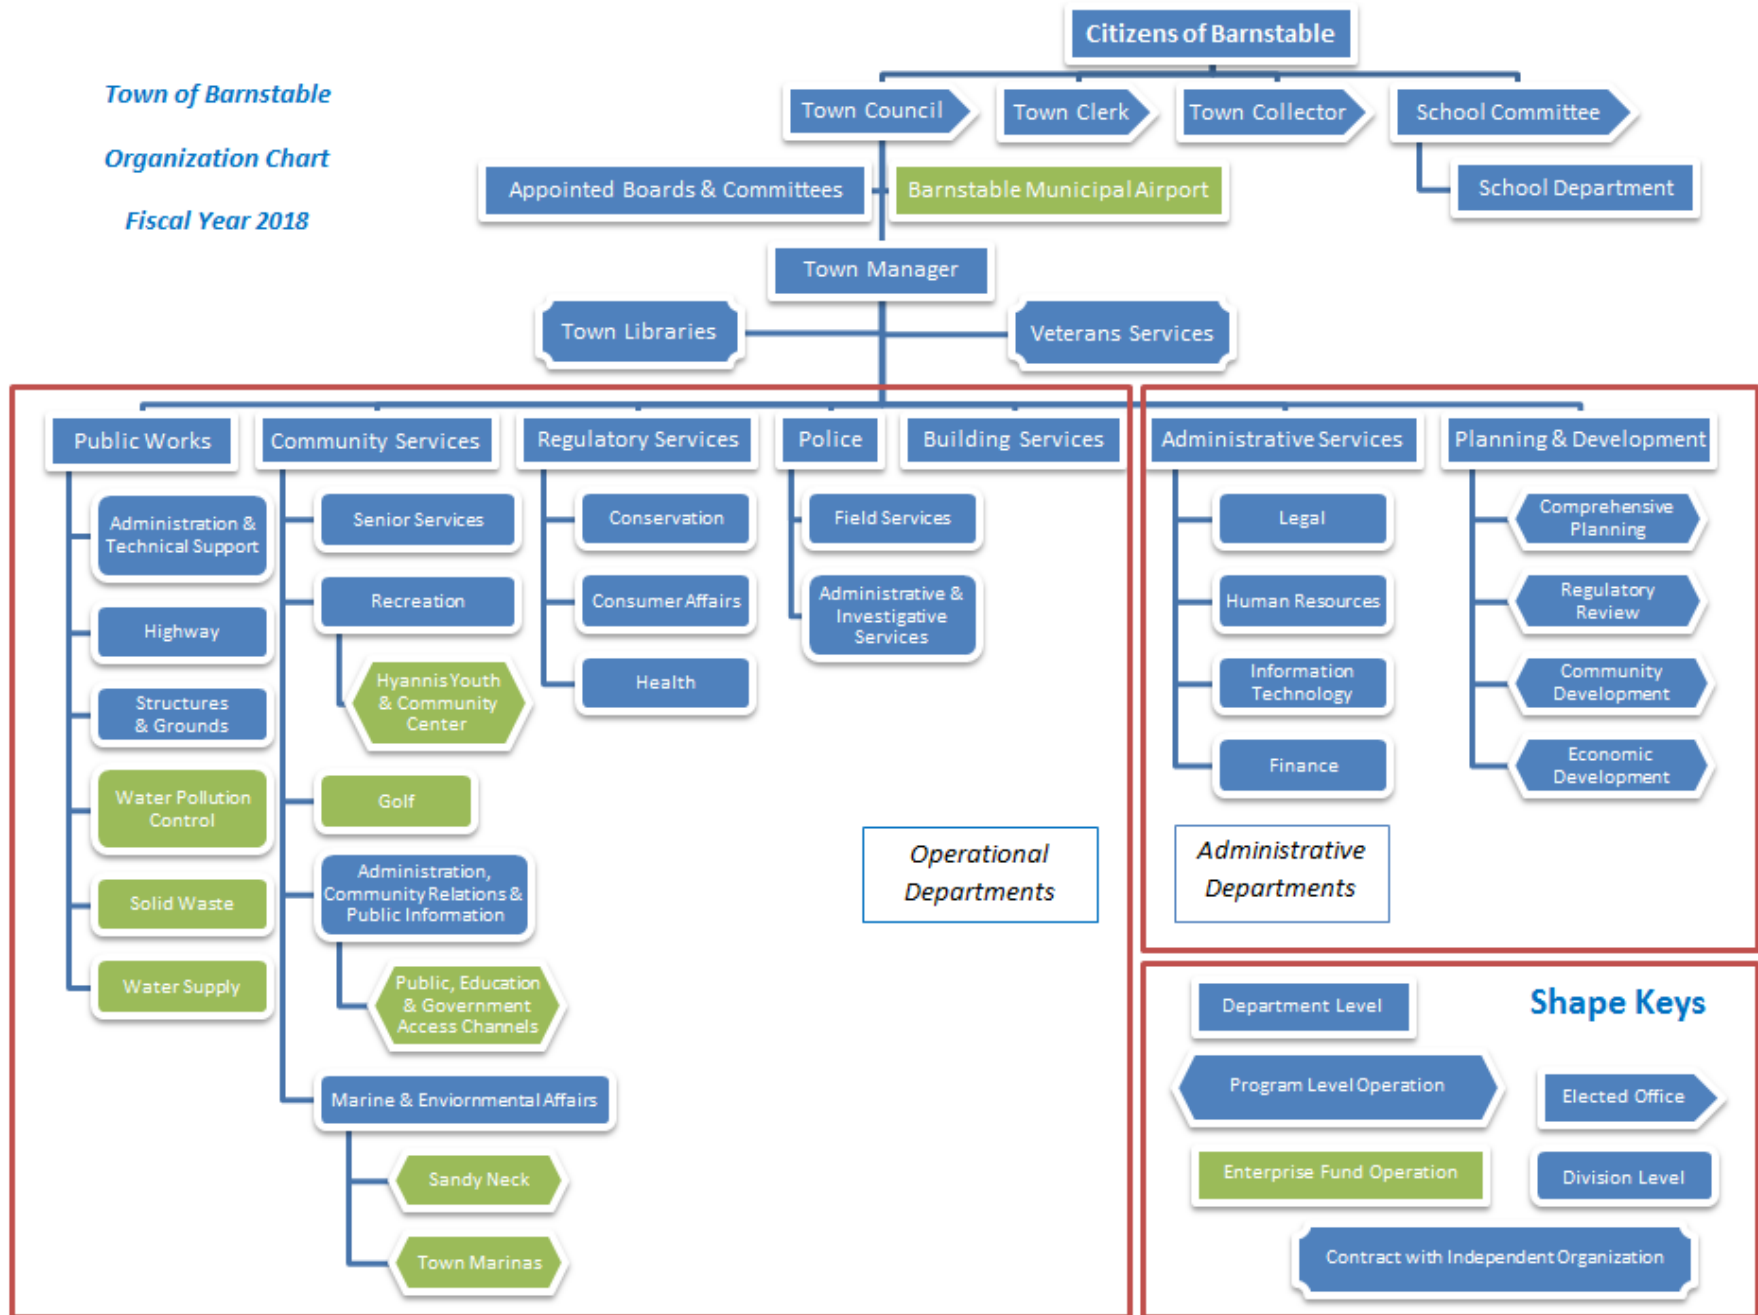 Citizens of Barnstable
Town of Barnstable
Organization Chart
Fiscal Year 2018
Town Council
Town Clerk
Town Collector
School Committee
Appointed Boards & Committees
Barnstable Municipal Airport
School Department
Town Manager
Town Libraries
Veterans Services
Public Works
Community Services
Regulatory Services
Police
Building Services
Administrative Services
Planning & Development
Administration &
Technical Support
Highway
Structures
& Grounds
Water Pollution
Control
Solid Waste
Water Supply
Senior Services
Recreation
Hyannis Youth
& Community
Center
Golf
Administration,
Community Relations &
Public Information
Public, Education
& Government
Access Channels
Marine & Enviornmental Affairs
Sandy Neck
Town Marinas
Conservation
Consumer Affairs
Health
Field Services
Administrative &
Investigative
Services
Operational
Departments
Legal
Human Resources
Information
Technology
Finance
Comprehensive
Planning
Regulatory
Review
Community
Development
Economic
Development
Administrative
Departments
Shape Keys
Department Level
Program Level Operation
Elected Office
Enterprise Fund Operation
Division Level
Contract with Independent Organization